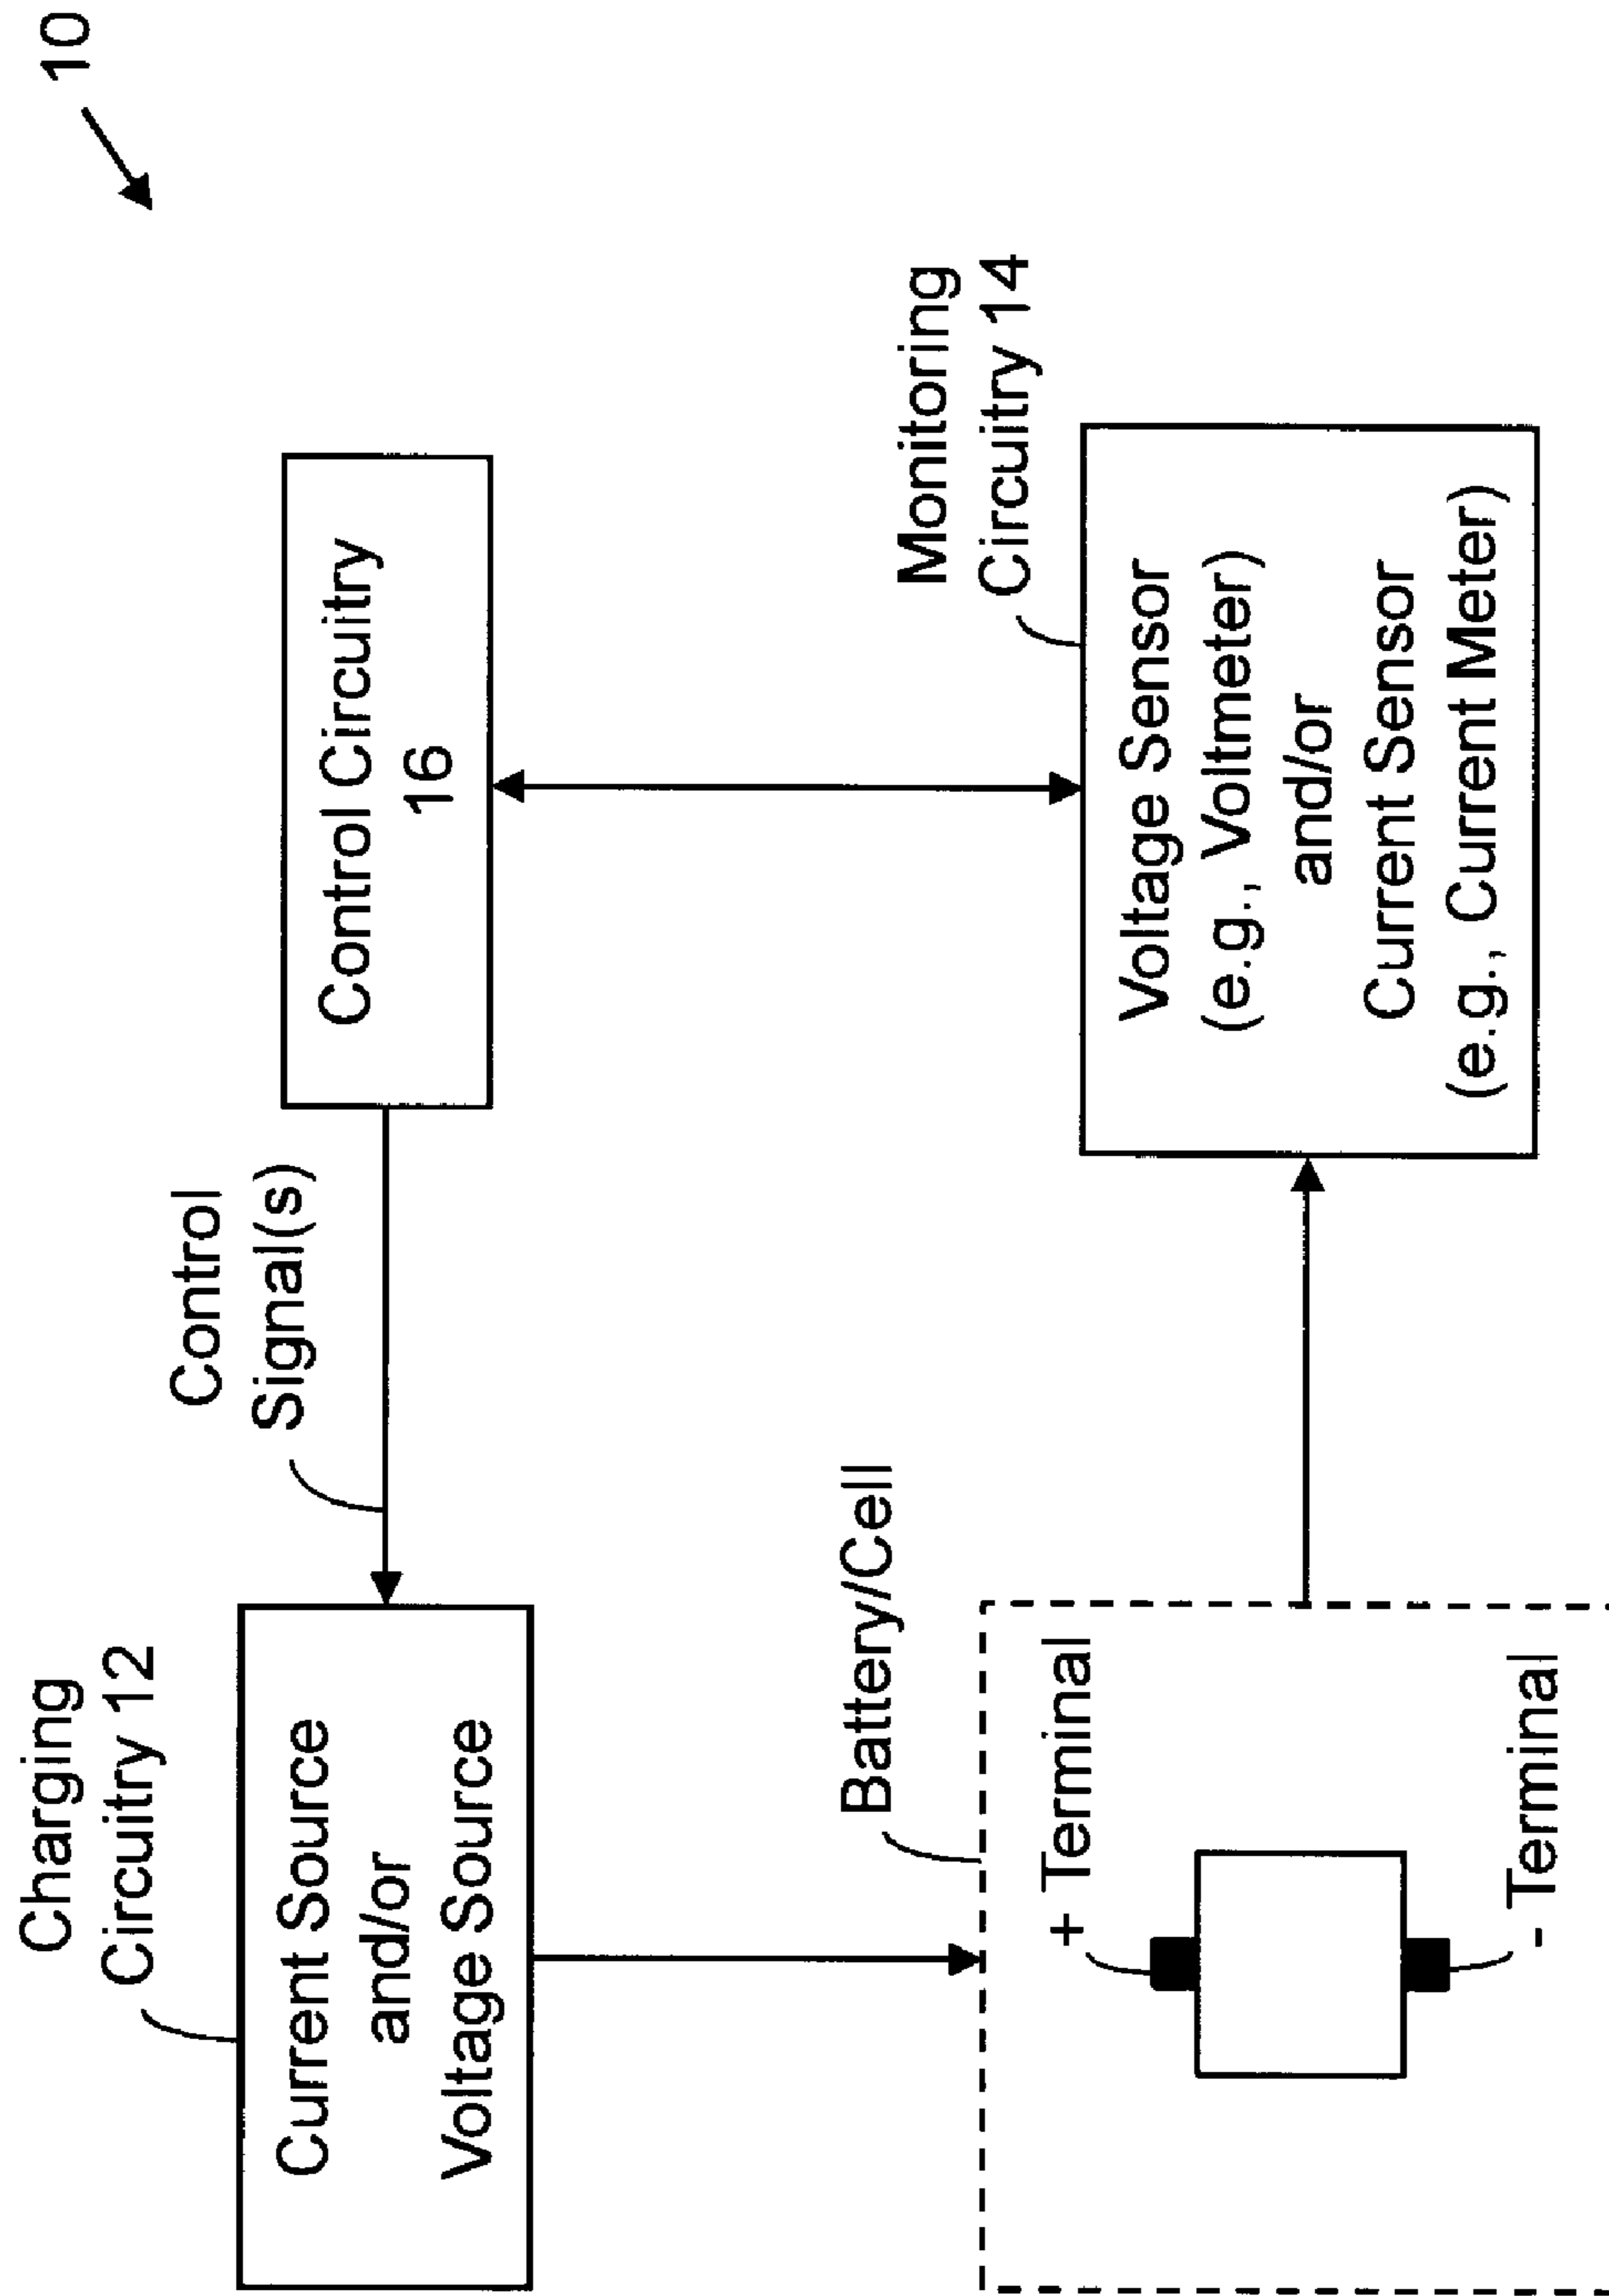 10
Charging
Circuitry 12
Current Source
and/or
Voltage Source
Control
Signal(s)
Control Circuitry
16
Battery/Cell
+ Terminal
- Terminal
Monitoring
Circuitry 14
Voltage Sensor
(e.g., Voltmeter)
and/or
Current Sensor
(e.g., Current Meter)